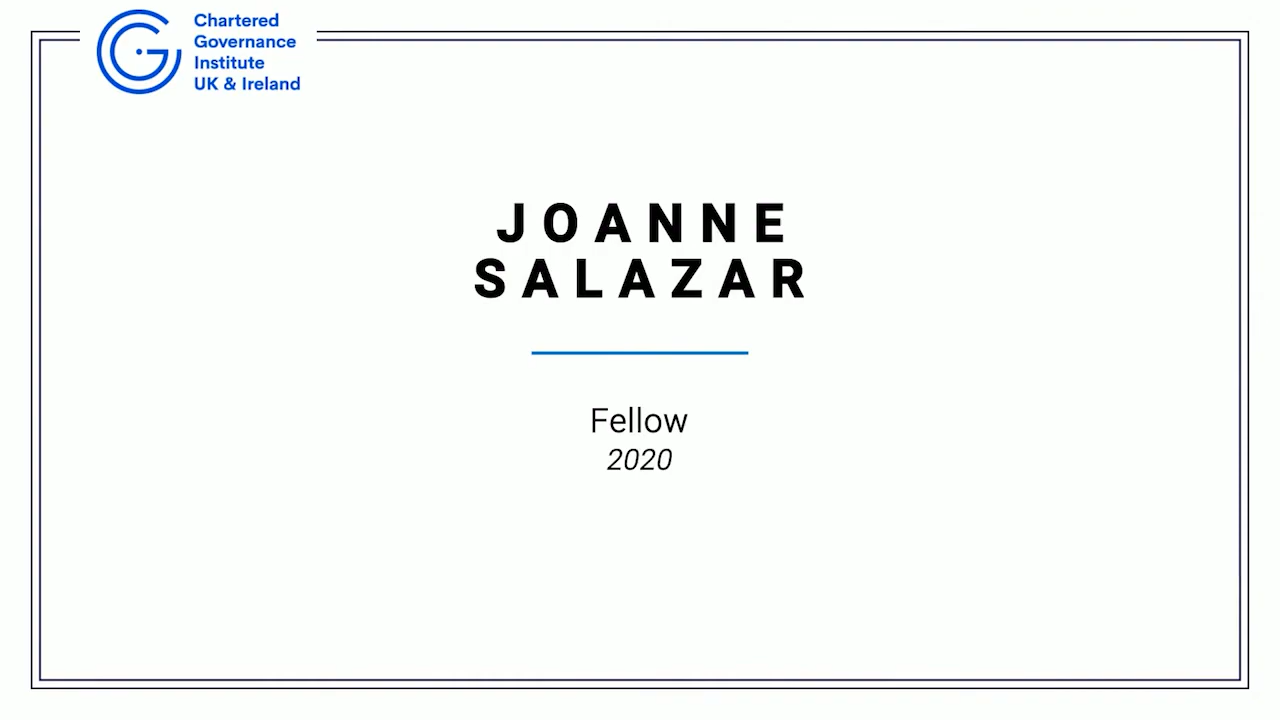 Chartered
Governance
Institute
UK & Ireland
JOANNE
SALAZAR
Fellow
2020